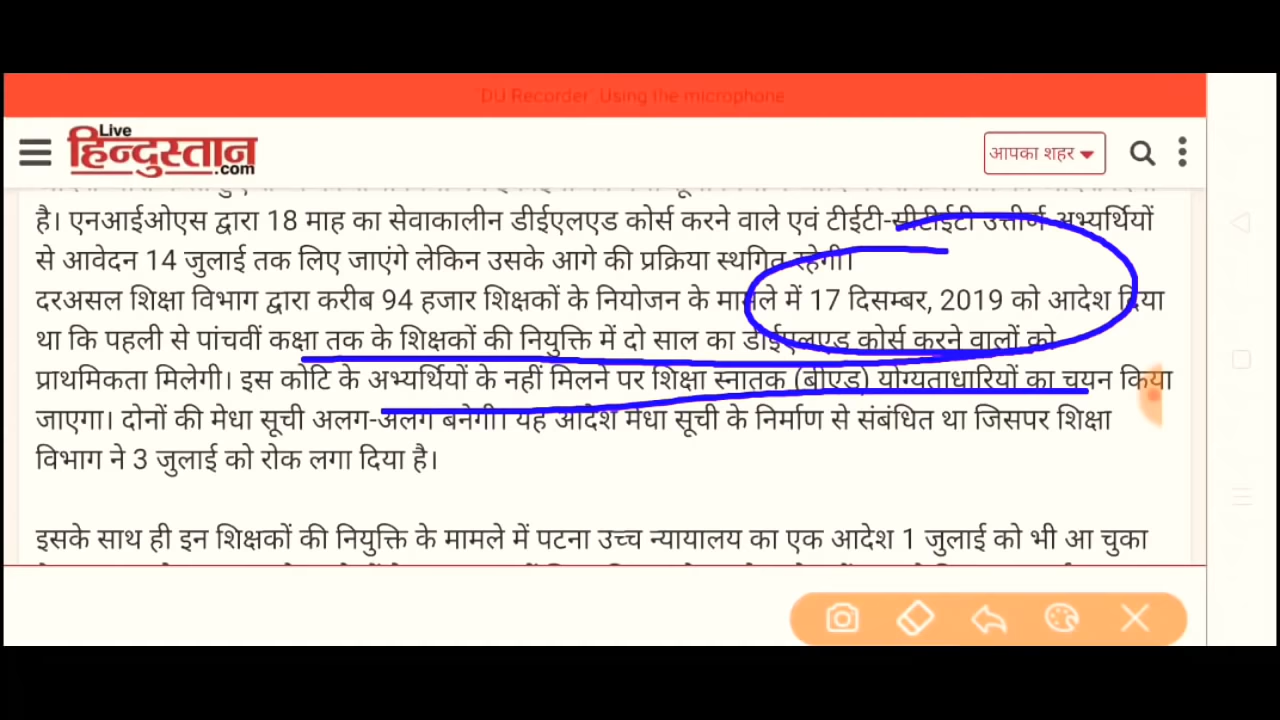 'DU Recorder' Using the microphone
Live
हिन्दुस्तान
.com
आपका शहर
है। एनआईओएस द्वारा 18 माह का सेवाकालीन डीईएलएड कोर्स करने वाले एवं टीईटी-सीटीईटी उत्तीर्ण अभ्यर्थियों
से आवेदन 14 जुलाई तक लिए जाएंगे लेकिन उसके आगे की प्रक्रिया स्थगित रहेगी।
दरअसल शिक्षा विभाग द्वारा करीब 94 हजार शिक्षकों के नियोजन के मामले में 17 दिसम्बर, 2019 को आदेश दिया
था कि पहली से पांचवीं कक्षा तक के शिक्षकों की नियुक्ति में दो साल का डीईएलएड कोर्स करने वालों को
प्राथमिकता मिलेगी। इस कोटि के अभ्यर्थियों के नहीं मिलने पर शिक्षा स्नातक (बीएड) योग्यताधारियों का चयन किया
जाएगा। दोनों की मेधा सूची अलग-अलग बनेगी। यह आदेश मेधा सूची के निर्माण से संबंधित था जिसपर शिक्षा
विभाग ने 3 जुलाई को रोक लगा दिया है।
इसके साथ ही इन शिक्षकों की नियुक्ति के मामले में पटना उच्च न्यायालय का एक आदेश 1 जुलाई को भी आ चुका